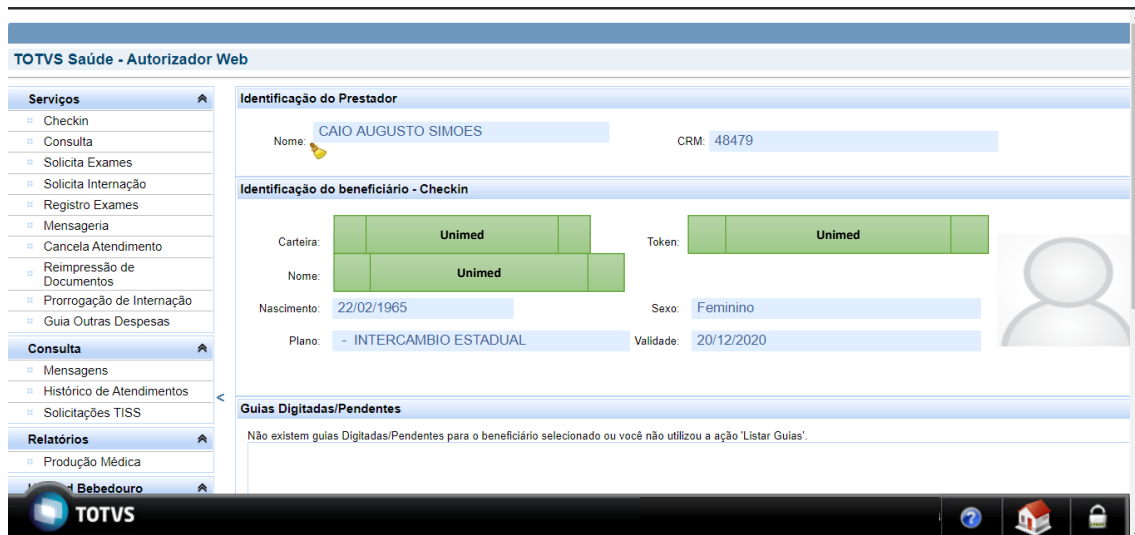 TOTVS Saúde - Autorizador Web
Serviços
Checkin
Consulta
Solicita Exames
Solicita Internação
Registro Exames
Mensageria
Cancela Atendimento
Reimpressão de
Documentos
Prorrogação de Internação
Guia Outras Despesas
Consulta
Mensagens
Histórico de Atendimentos
Solicitações TISS
Relatórios
Produção Médica
Bebedouro
<
Identificação do Prestador
Nome: CAIO AUGUSTO SIMOES CRM: 48479
Identificação do beneficiário - Checkin
Carteira: Unimed Token: Unimed
Nome: Unimed
Nascimento: 22/02/1965 Sexo: Feminino
Plano: - INTERCAMBIO ESTADUAL Validade: 20/12/2020
Guias Digitadas/Pendentes
Não existem guias Digitadas/Pendentes para o beneficiário selecionado ou você não utilizou a ação 'Listar Guias'.
TOTVS
?